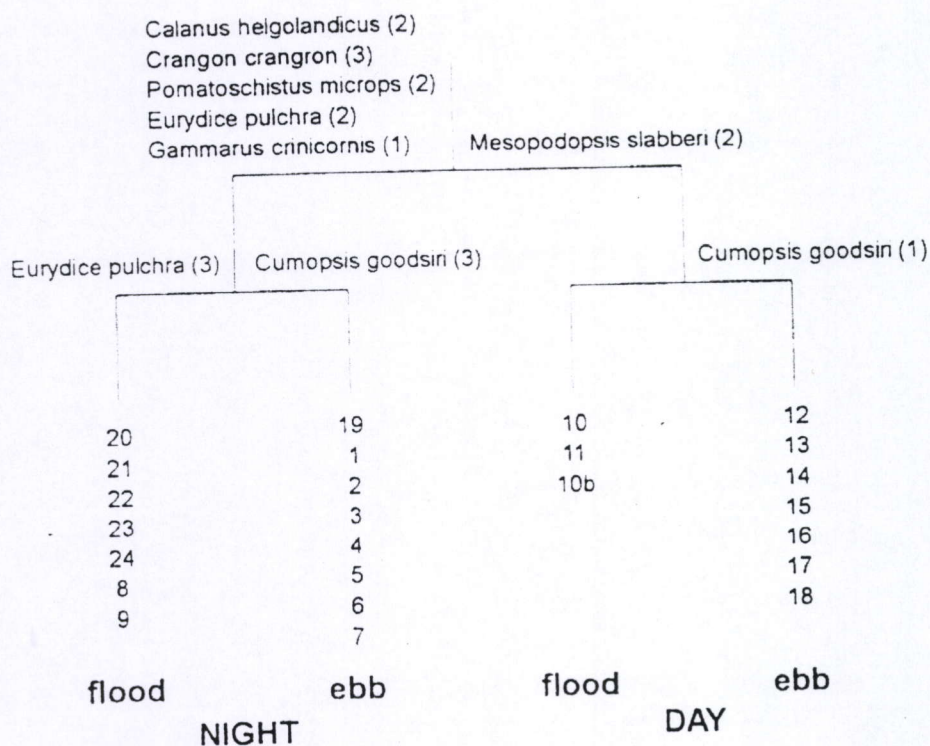 Calanus helgolandicus (2)
Crangon crangron (3)
Pomatoschistus microps (2)
Eurydice pulchra (2)
Gammarus crinicornis (1)
Mesopodopsis slabberi (2)
Eurydice pulchra (3)
Cumopsis goodsiri (3)
Cumopsis goodsiri (1)
20
21
22
23
24
8
9
19
1
2
3
4
5
6
7
10
11
10b
12
13
14
15
16
17
18
flood
ebb
flood
ebb
NIGHT
DAY